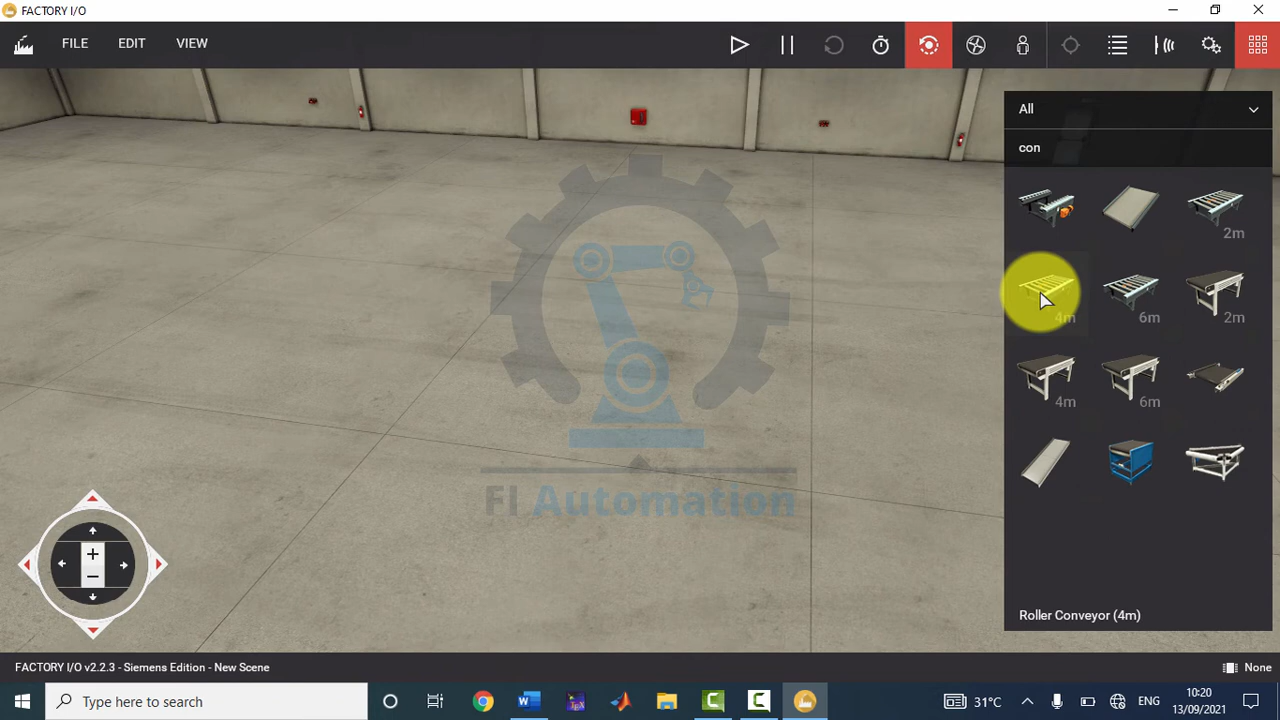 FACTORY I/O
FILE
EDIT
VIEW
All
con
2m
4m
6m
2m
4m
6m
FI Automation
Roller Conveyor (4m)
FACTORY I/O v2.2.3 - Siemens Edition - New Scene
None
Type here to search
31°C
ENG
10:20
13/09/2021